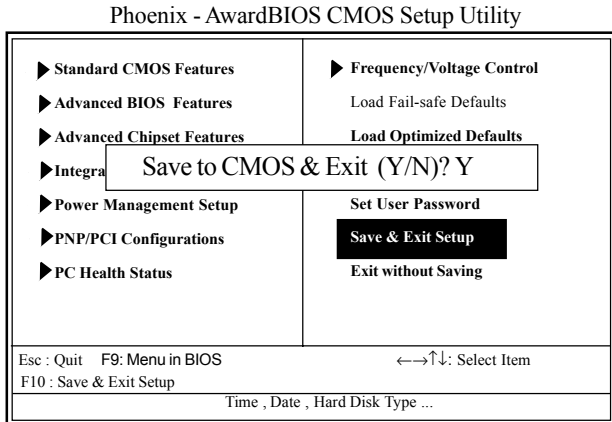 Phoenix - AwardBIOS CMOS Setup Utility
Standard CMOS Features
Advanced BIOS Features
Advanced Chipset Features
Integra
Power Management Setup
PNP/PCI Configurations
PC Health Status
Frequency/Voltage Control
Load Fail-safe Defaults
Load Optimized Defaults
Save to CMOS & Exit (Y/N)? Y
Set User Password
Save & Exit Setup
Exit without Saving
Esc : Quit F9: Menu in BIOS ←→↑↓: Select Item
F10 : Save & Exit Setup
Time , Date , Hard Disk Type ...